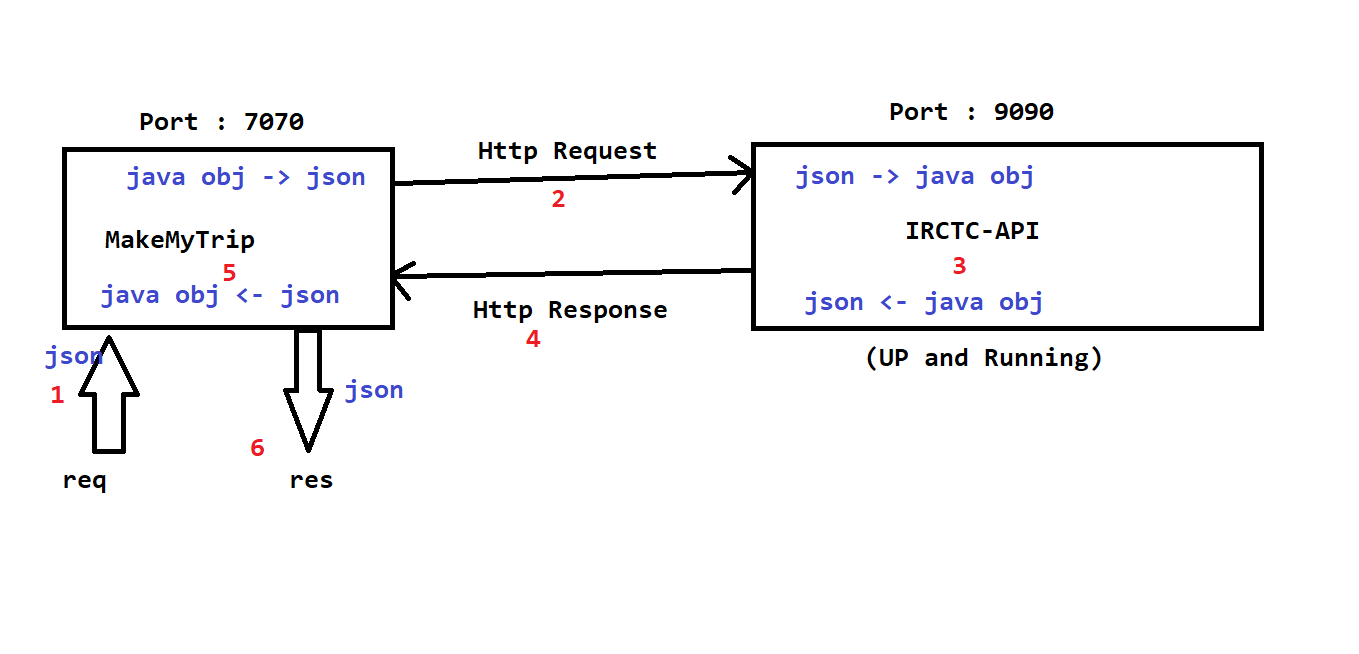 Port : 7070
Port : 9090
Http Request
java obj -> json
2
json -> java obj
MakeMyTrip
IRCTC-API
5
3
java obj <- json
json <- java obj
Http Response
4
(UP and Running)
json
1
json
6
req
res